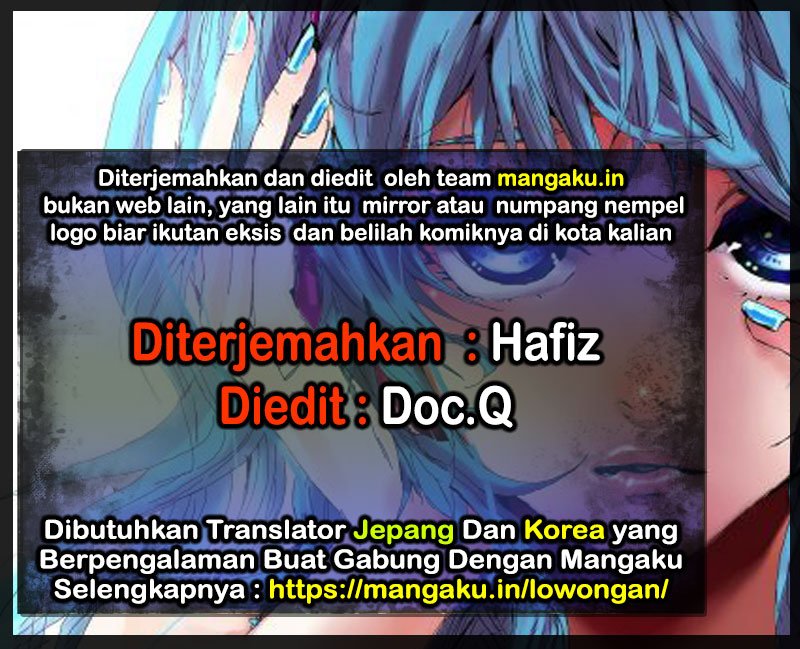 Diterjemahkan dan diedit oleh team mangaku.in
bukan web lain, yang lain itu mirror atau numpang nempel
logo biar ikutan eksis dan belilah komiknya di kota kalian
Diterjemahkan : Hafiz
Diedit : Doc.Q
Dibutuhkan Translator Jepang Dan Korea yang
Berpengalaman Buat Gabung Dengan Mangaku
Selengkapnya : https://mangaku.in/lowongan/